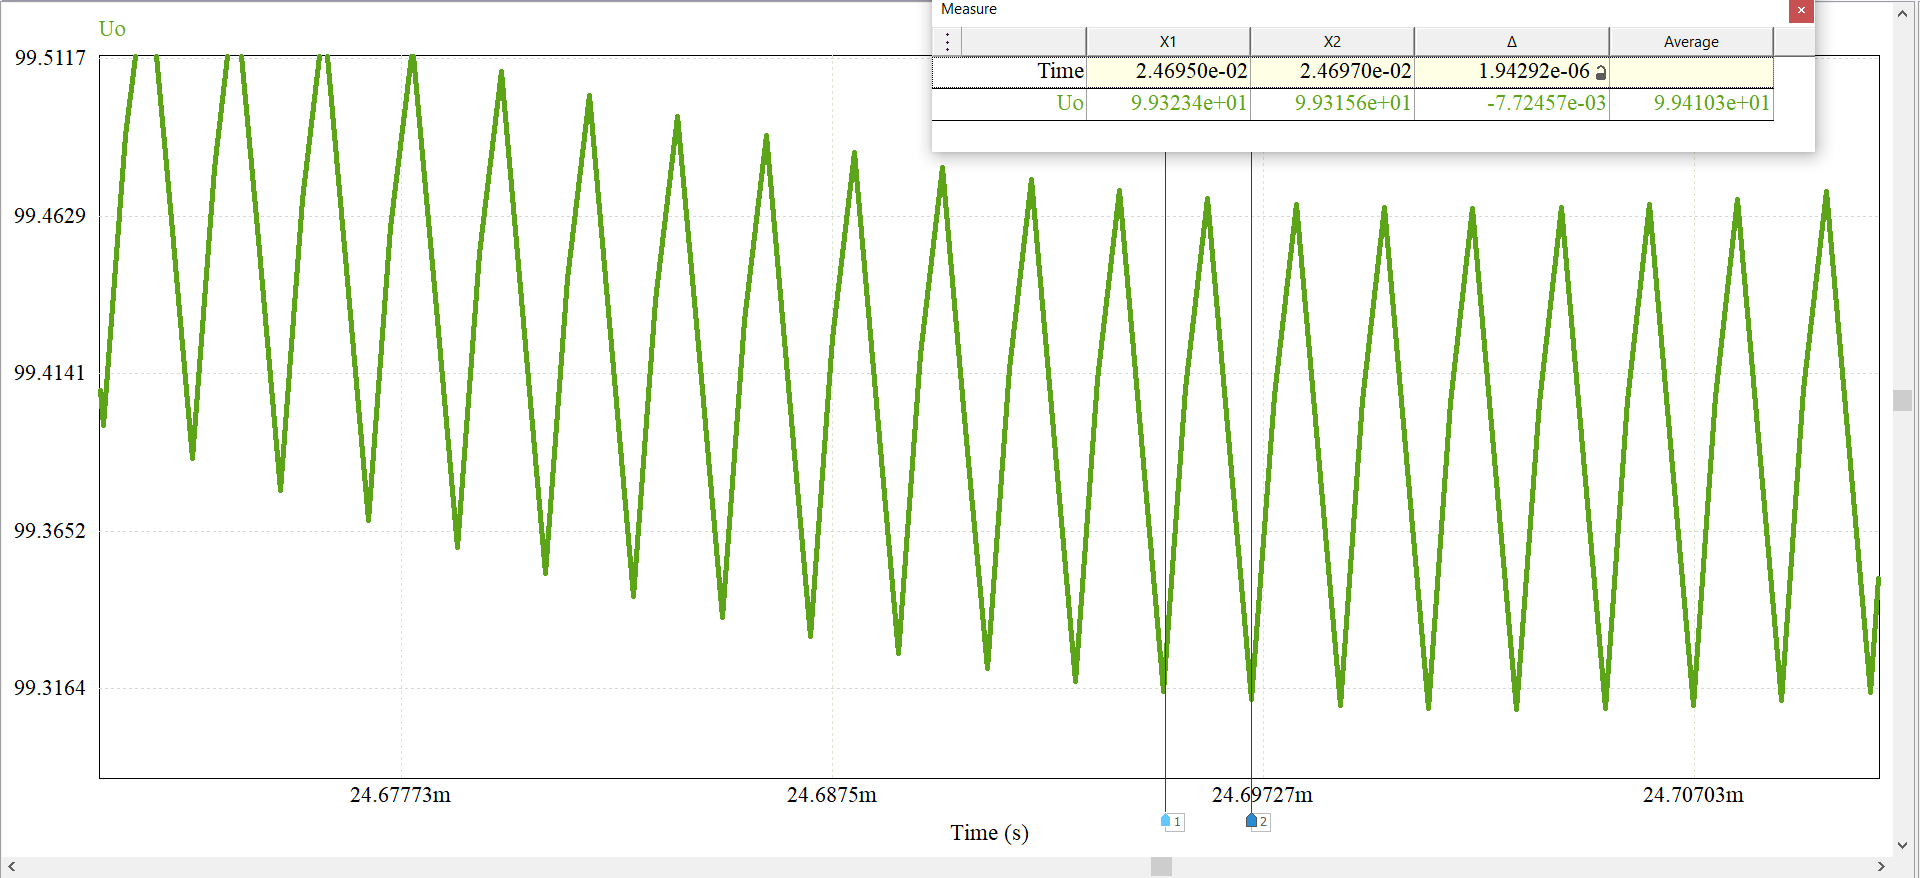 Measure
X1 X2 Δ Average
Time 2.46950e-02 2.46970e-02 1.94292e-06
Uo 9.93234e+01 9.93156e+01 -7.72457e-03 9.94103e+01
Uo
99.5117
99.4629
99.4141
99.3652
99.3164
24.67773m 24.6875m 24.69727m 24.70703m
1 2
Time (s)